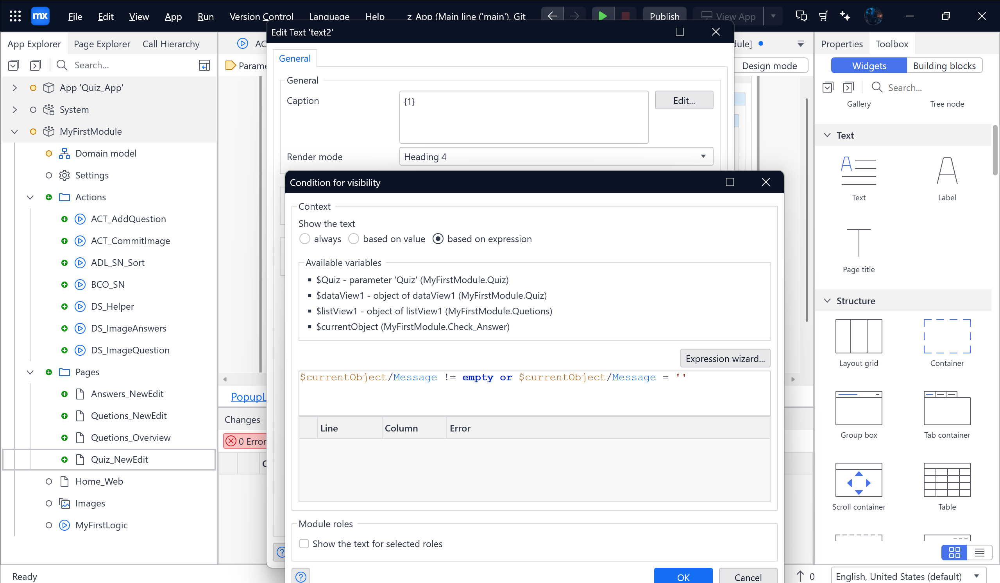 mx File Edit View App Run Version Control Language Help z_App (Main line ('main'), Git Publish View App
Edit Text 'text2'
App Explorer Page Explorer Call Hierarchy
AC
dule]
Properties Toolbox
General
Search...
Parame
Design mode
Widgets Building blocks
General
Search...
App 'Quiz_App'
Caption
{1}
Edit...
Gallery Tree node
System
MyFirstModule
Text
Domain model
Render mode Heading 4
Settings
Condition for visibility
Actions
Text Label
Context
ACT_AddQuestion
Show the text
ACT_CommitImage
always based on value based on expression
ADL_SN_Sort
Available variables
Page title
BCO_SN
$Quiz - parameter 'Quiz' (MyFirstModule.Quiz)
$dataView1 - object of dataView1 (MyFirstModule.Quiz)
Structure
DS_Helper
$listView1 - object of listView1 (MyFirstModule.Quetions)
DS_ImageAnswers
$currentObject (MyFirstModule.Check_Answer)
DS_ImageQuestion
Expression wizard...
Layout grid Container
Pages
$currentObject/Message != empty or $currentObject/Message = ''
Answers_NewEdit
PopupL
Quetions_NewEdit
Changes
Line Column Error
Group box Tab container
Quetions_Overview
0 Error
Quiz_NewEdit
Home_Web
Images
Scroll container Table
MyFirstLogic
Module roles
Show the text for selected roles
Ready
OK Cancel
0
English, United States (default)